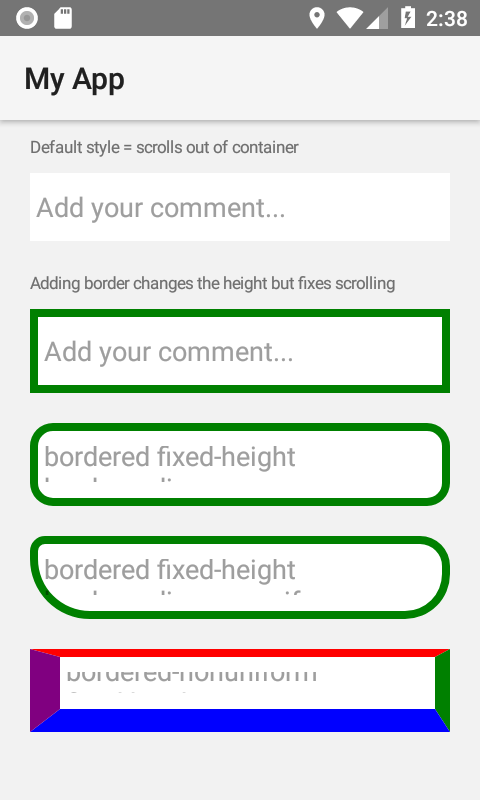 2:38
My App
Default style = scrolls out of container
Add your comment...
Adding border changes the height but fixes scrolling
Add your comment...
bordered fixed-height
bordered fixed-height
bordered-nonuniform